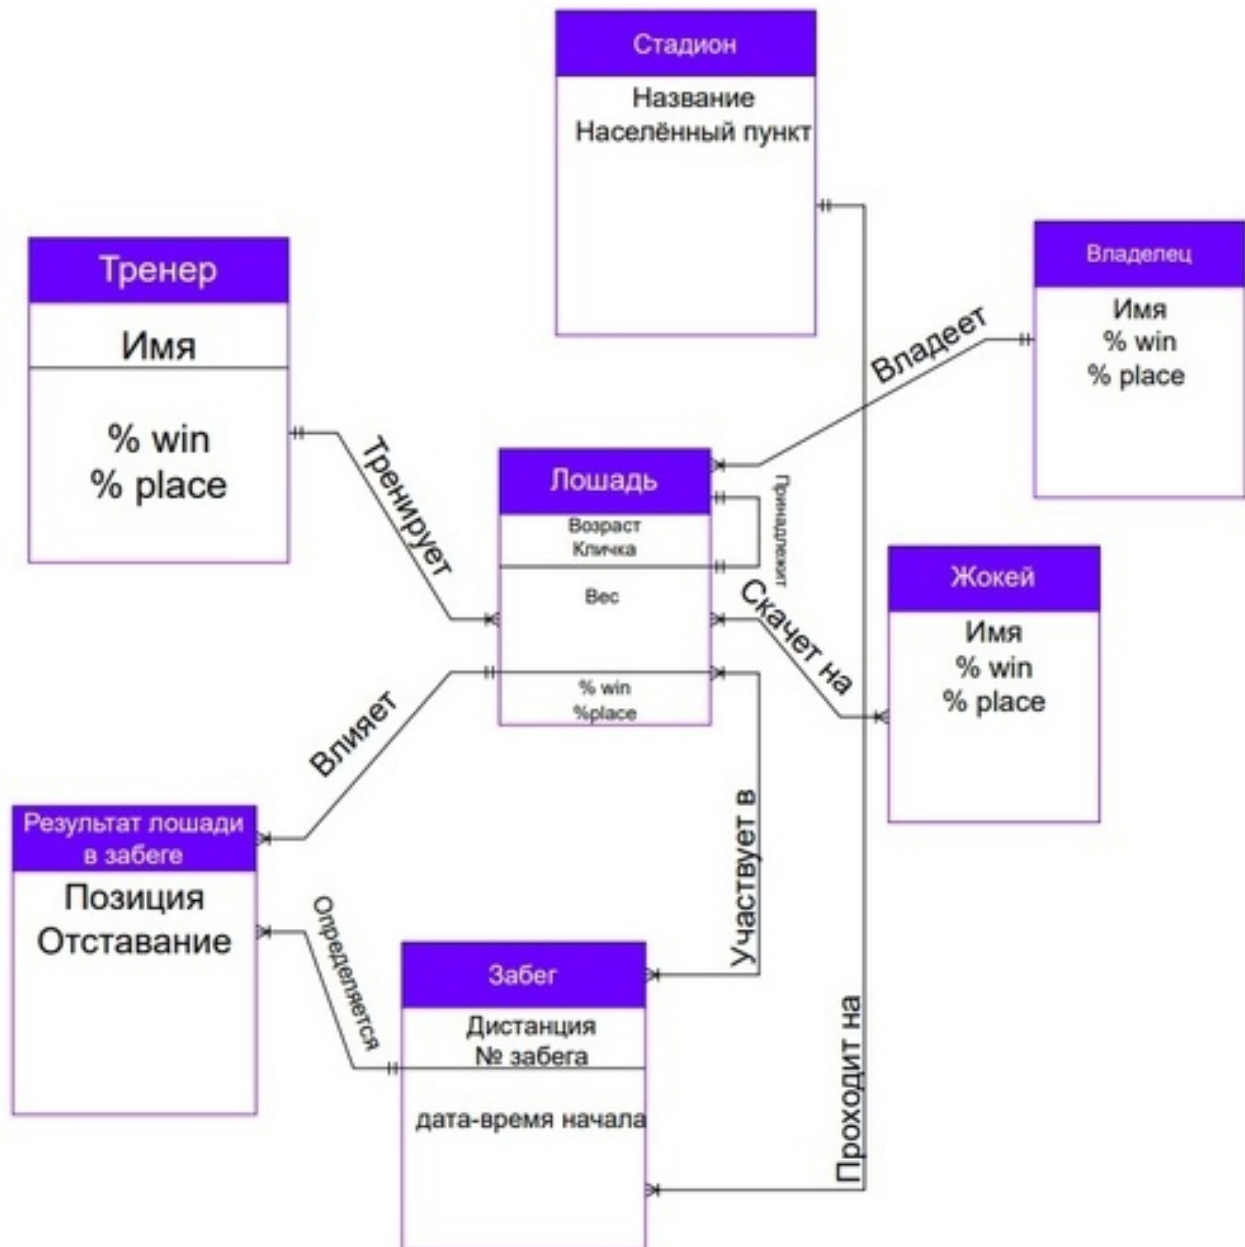 Стадион
Название
Населённый пункт
Тренер
Имя
% win
% place
Владелец
Имя
% win
% place
Владеет
Тренирует
Лошадь
Возраст
Кличка
Вес
% win
%place
Принадлежит
Скачет на
Жокей
Имя
% win
% place
Влияет
Результат лошади
в забеге
Позиция
Отставание
Определяется
Участвует в
Забег
Дистанция
№ забега
дата-время начала
Проходит на